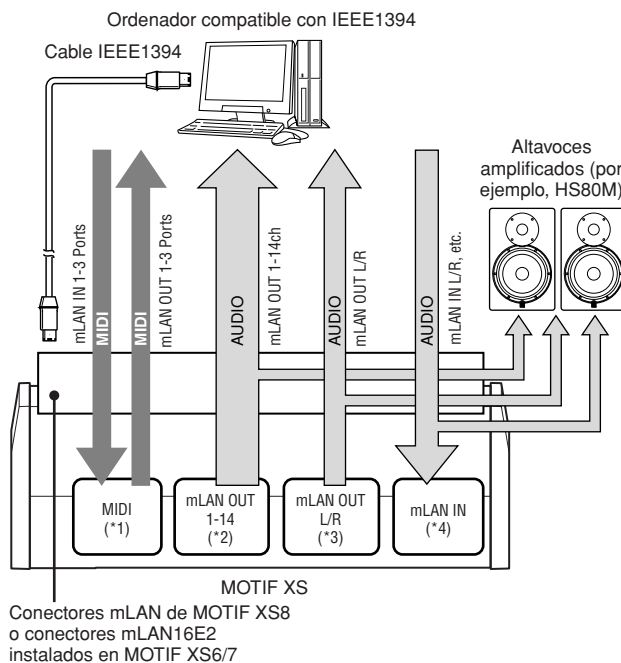 Ordenador compatible con IEEE1394
Cable IEEE1394
Altavoces
amplificados (por
ejemplo, HS80M)
mLAN IN 1-3 Ports
MIDI
MIDI
mLAN OUT 1-3 Ports
AUDIO
mLAN OUT 1-14ch
AUDIO
mLAN OUT L/R
AUDIO
mLAN IN L/R, etc.
MIDI
(*1)
mLAN OUT
1-14
(*2)
mLAN OUT
L/R
(*3)
mLAN IN
(*4)
MOTIF XS
Conectores mLAN de MOTIF XS8
o conectores mLAN16E2
instalados en MOTIF XS6/7